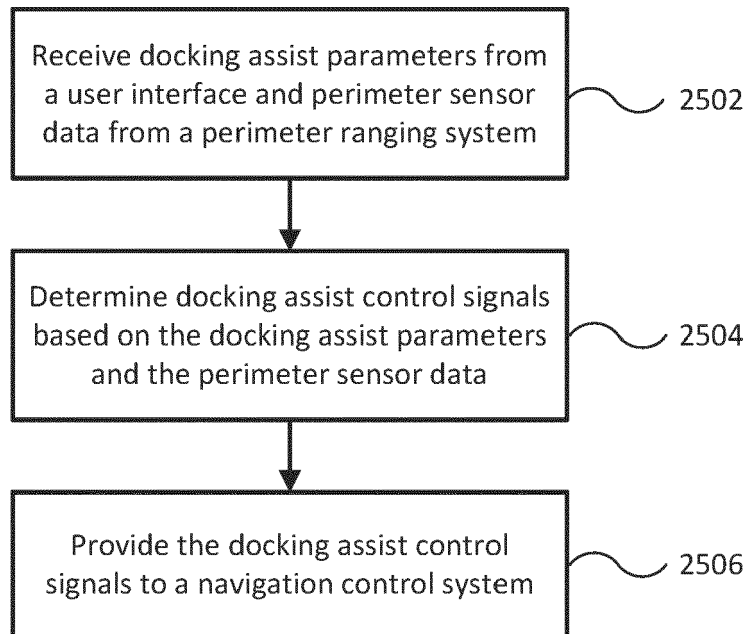 Receive docking assist parameters from
a user interface and perimeter sensor
data from a perimeter ranging system
2502
Determine docking assist control signals
based on the docking assist parameters
and the perimeter sensor data
2504
Provide the docking assist control
signals to a navigation control system
2506